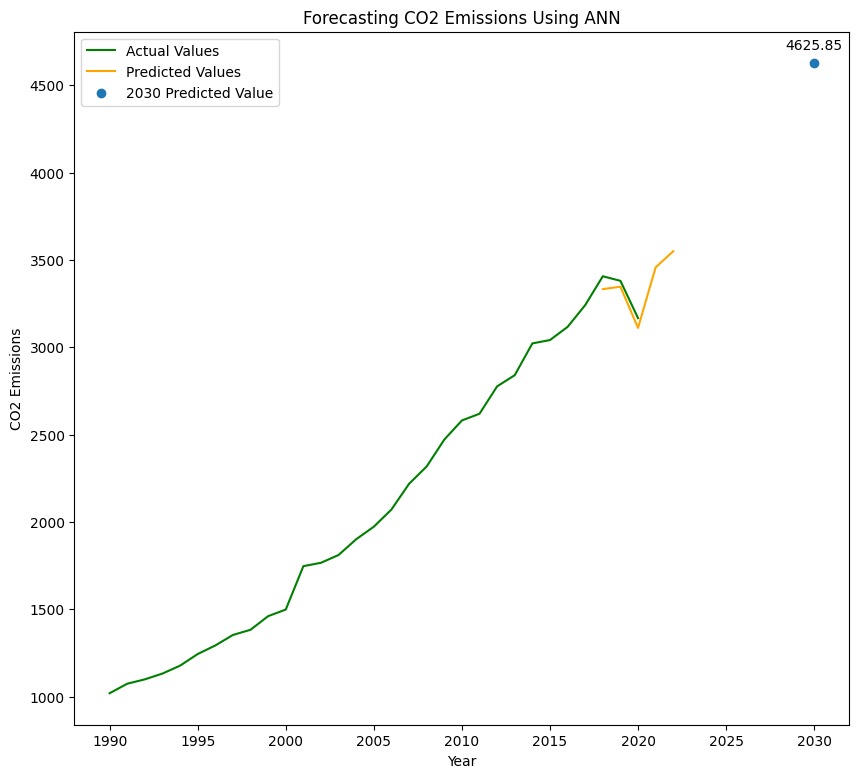 Forecasting CO2 Emissions Using ANN
Actual Values
Predicted Values
2030 Predicted Value
4625.85
4500
4000
3500
3000
2500
2000
1500
1000
CO2 Emissions
1990 1995 2000 2005 2010 2015 2020 2025 2030
Year